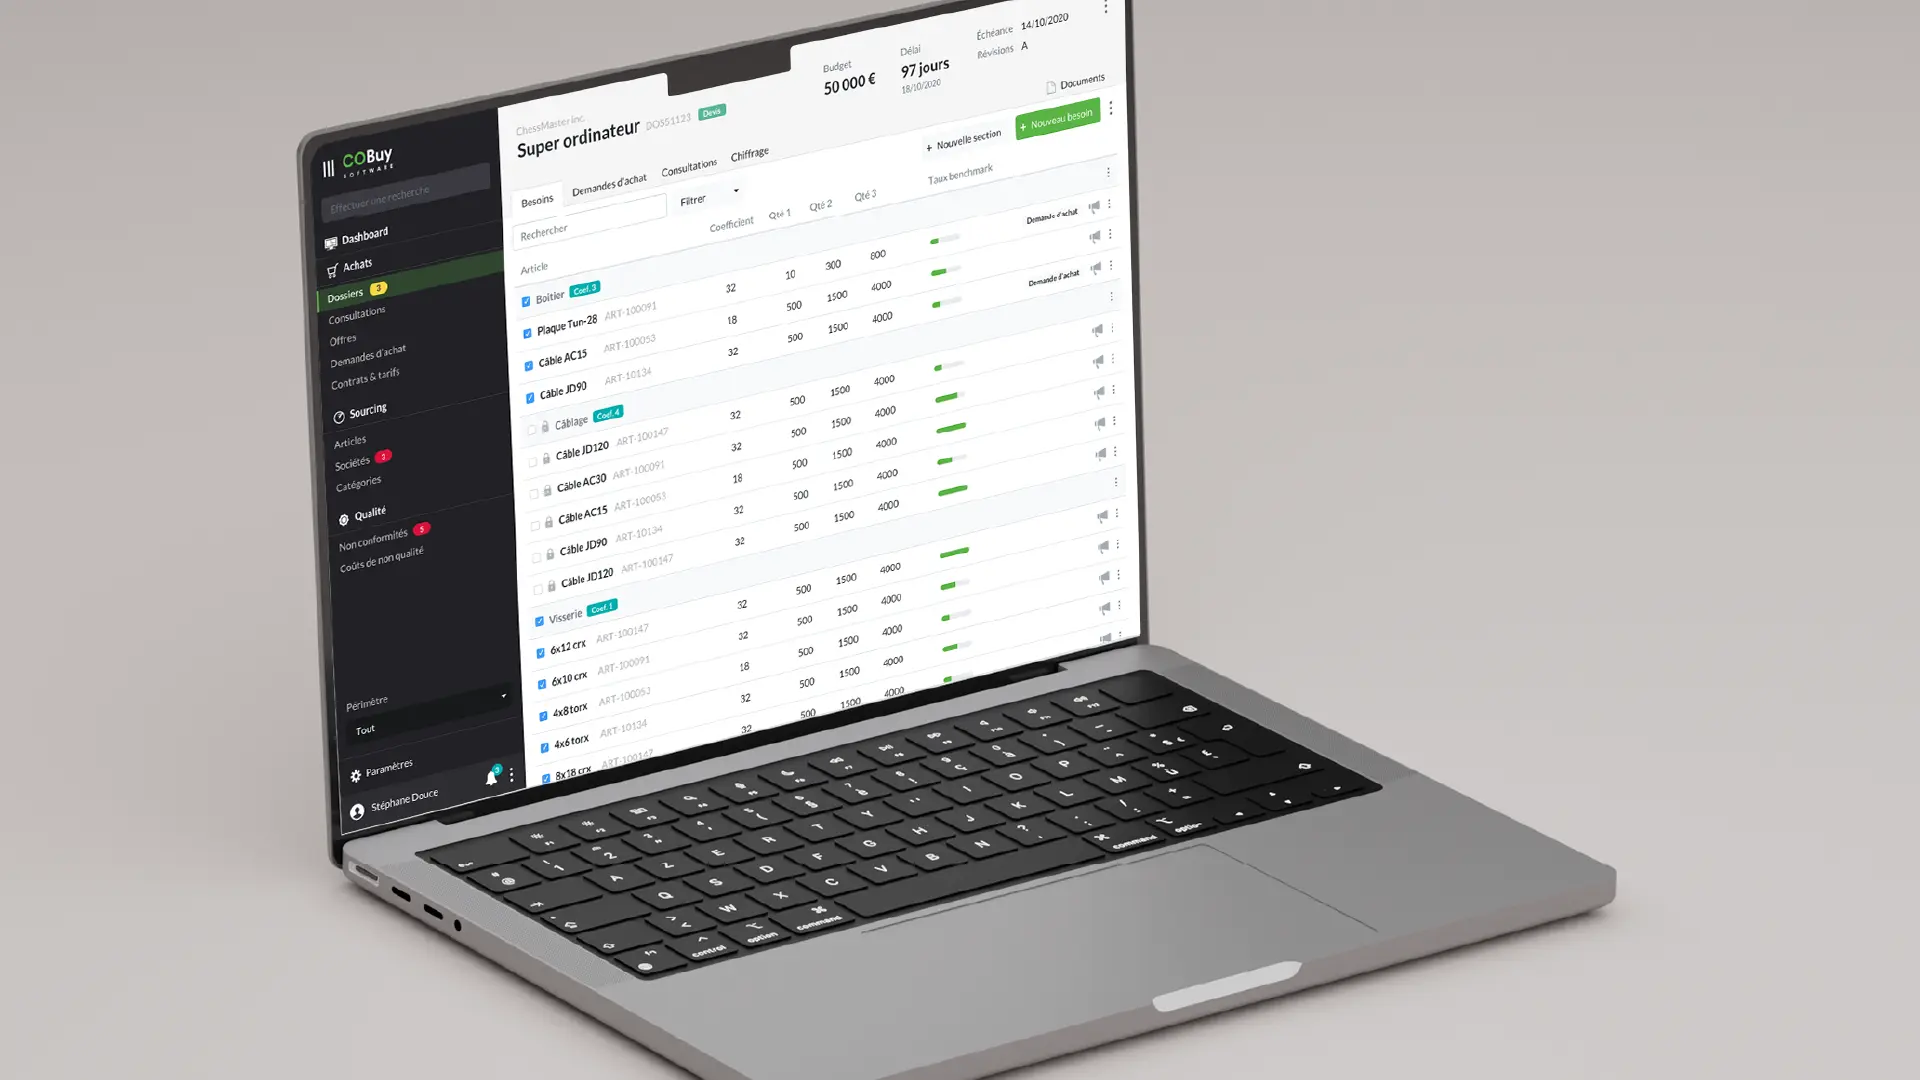 COBuy
SOFTWARE
Effectuer une recherche
Dashboard
Achats
Dossiers 3
Consultations
Offres
Demandes d'achat
Contrats & tarifs
Sourcing
Articles
Sociétés 1
Catégories
Qualité
Non conformités 5
Coûts de non qualité
Périmètre
Tout
Paramètres
Stéphane Douce 3
ChessMaster inc.
Super ordinateur DOS51123 Devis
Budget
50 000 €
Délai
97 jours
18/10/2020
Échéance 14/10/2020
Révisions A
Documents
Besoins Demandes d'achat Consultations Chiffrage
+ Nouvelle section + Nouveau besoin
Rechercher Filtrer
Article Coefficient Qté 1 Qté 2 Qté 3 Taux benchmark
Boitier Coef. 3
Plaque Tun-28 ART-100091 32 10 300 800 Demande d'achat
Câble AC15 ART-100053 18 500 1500 4000
Câble JD90 ART-10134 32 500 1500 4000 Demande d'achat
Câblage Coef. 4
Câble JD120 ART-100147 32 500 1500 4000
Câble AC30 ART-100091 32 500 1500 4000
Câble AC15 ART-100053 18 500 1500 4000
Câble JD90 ART-10134 32 500 1500 4000
Câble JD120 ART-100147 32 500 1500 4000
Visserie Coef. 1
6x12 crx ART-100147 32 500 1500 4000
6x10 crx ART-100091 32 500 1500 4000
4x8 torx ART-100053 18 500 1500 4000
4x6 torx ART-10134 32 500 1500 4000
8x18 crx ART-100147 32 500 1500 4000
A Z E R T Y U I O P
Q S D F G H J K L M
W X C V B N
fn control option command command option